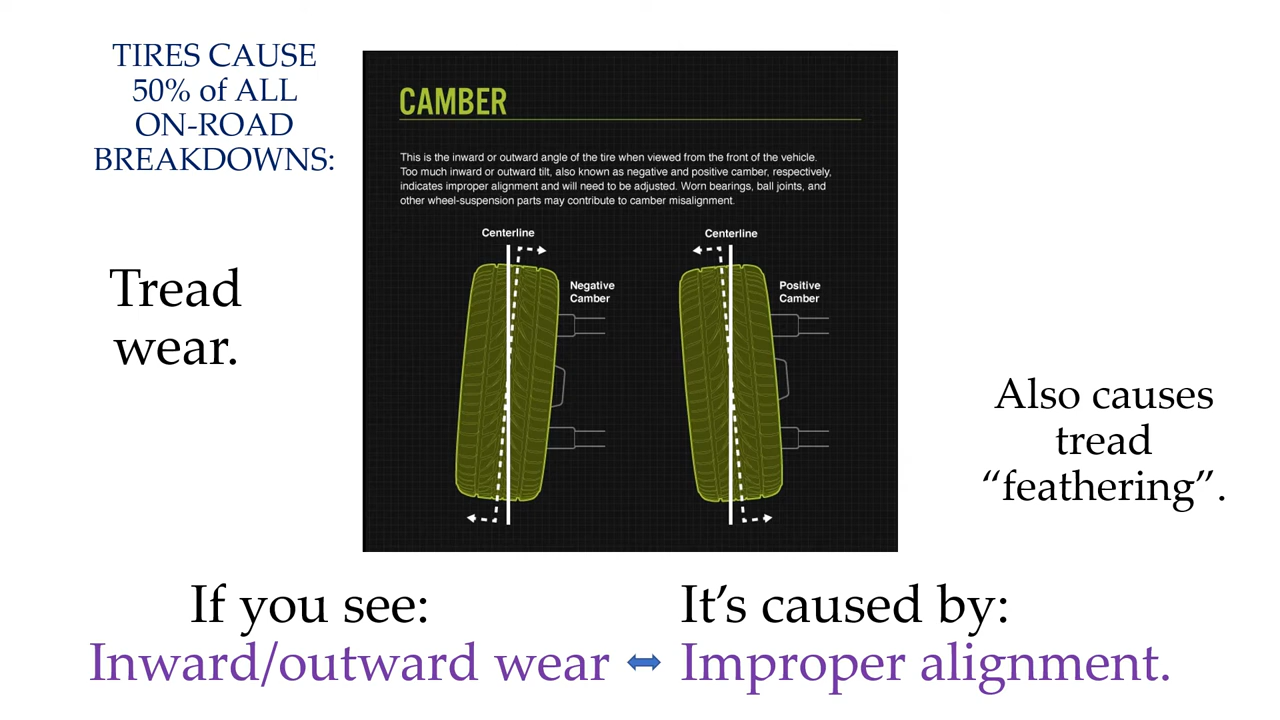 TIRES CAUSE
50% of ALL
ON-ROAD
BREAKDOWNS:
Tread
wear.
CAMBER
This is the inward or outward angle of the tire when viewed from the front of the vehicle.
Too much inward or outward tilt, also known as negative and positive camber, respectively,
indicates improper alignment and will need to be adjusted. Worn bearings, ball joints, and
other wheel-suspension parts may contribute to camber misalignment.
Centerline
Negative
Camber
Centerline
Positive
Camber
Also causes
tread
“feathering”.
If you see:
Inward/outward wear
It’s caused by:
Improper alignment.